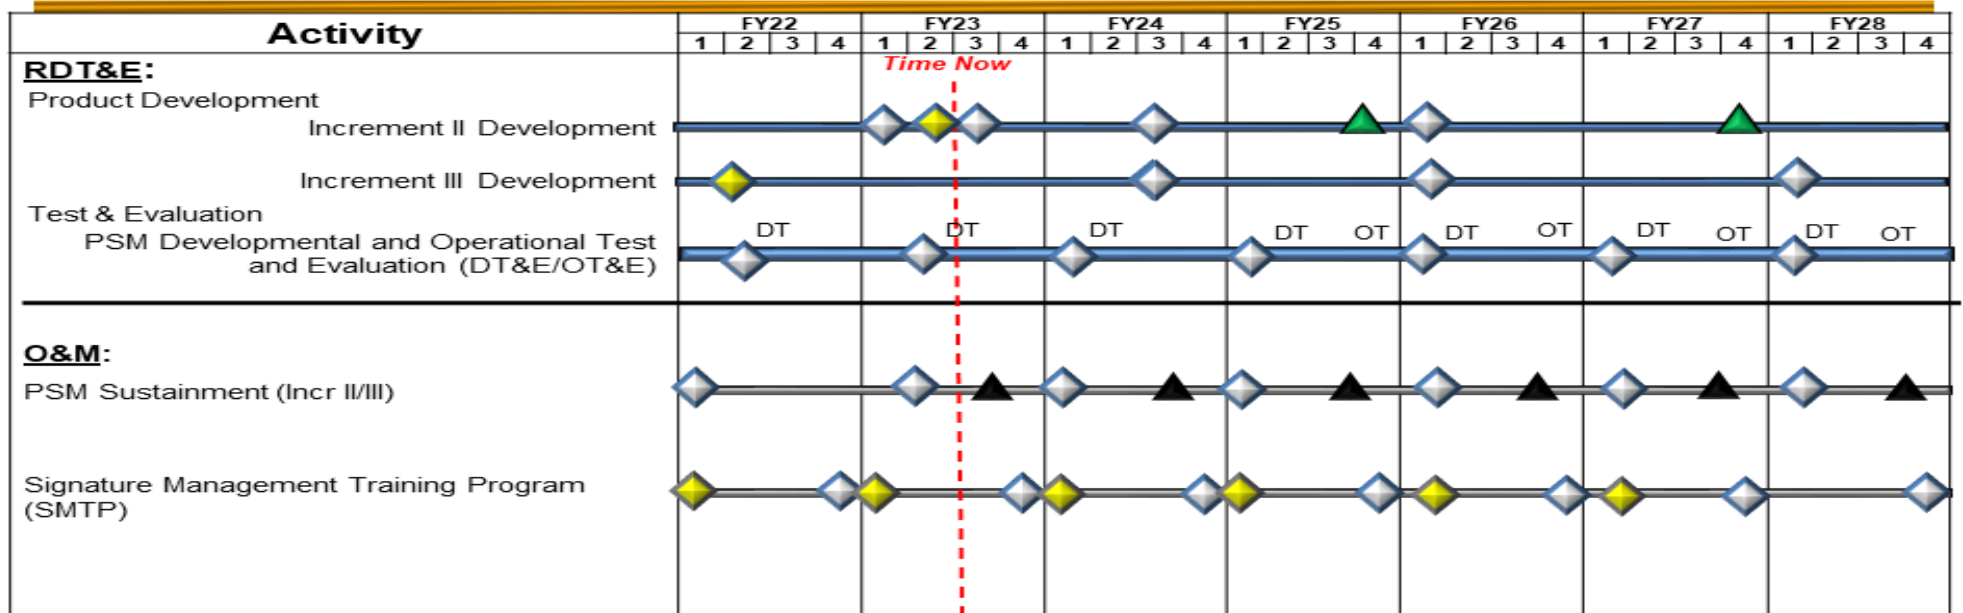 Activity
FY22 FY23 FY24 FY25 FY26 FY27 FY28
1 2 3 4 1 2 3 4 1 2 3 4 1 2 3 4 1 2 3 4 1 2 3 4 1 2 3 4
RDT&E:
Time Now
Product Development
Increment II Development
Increment III Development
Test & Evaluation
DT DT DT DT OT DT OT DT OT DT OT
PSM Developmental and Operational Test
and Evaluation (DT&E/OT&E)
O&M:
PSM Sustainment (Incr II/III)
Signature Management Training Program
(SMTP)